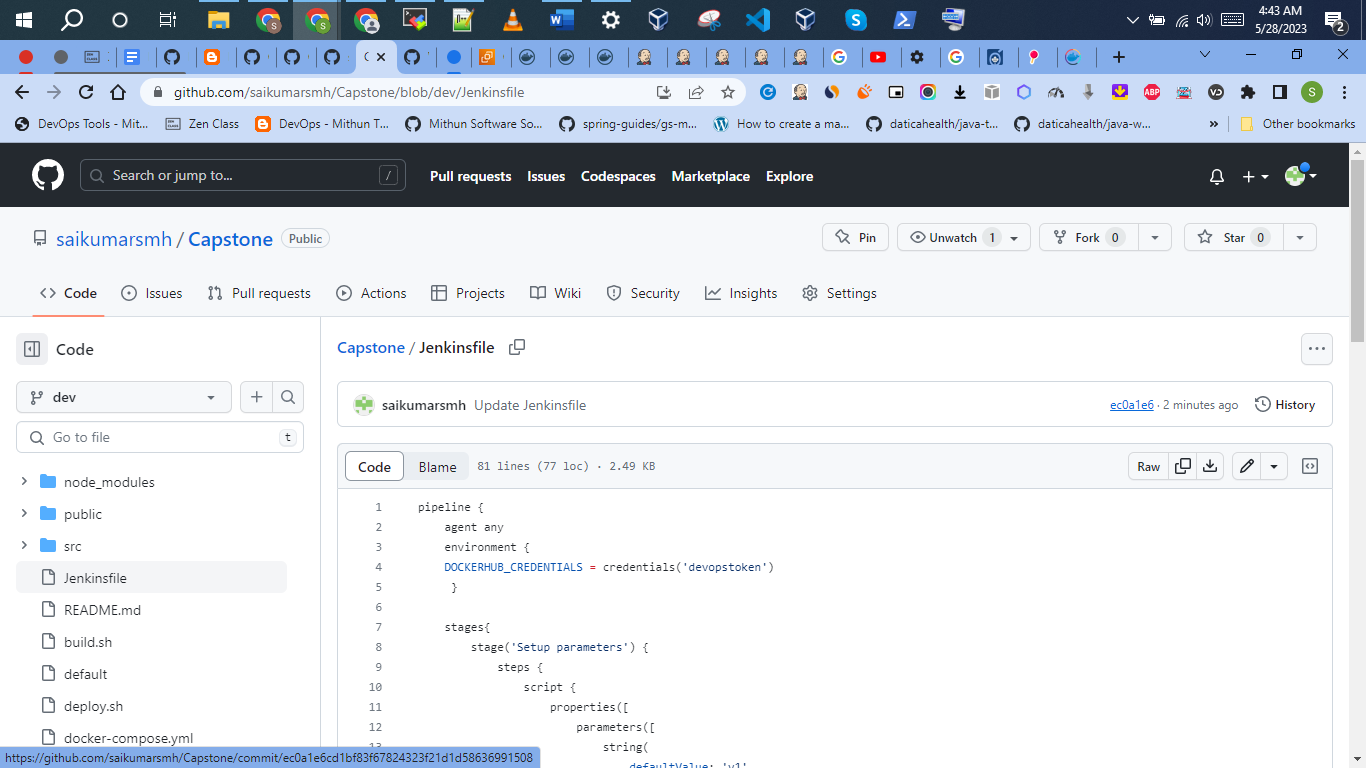 4:43 AM
5/28/2023
2
github.com/saikumarsmh/Capstone/blob/dev/Jenkinsfile
ABP
S
DevOps Tools - Mit...
Zen Class
DevOps - Mithun T...
Mithun Software So...
spring-guides/gs-m...
How to create a ma...
daticahealth/java-t...
daticahealth/java-w...
»
Other bookmarks
Search or jump to...
/
Pull requests
Issues
Codespaces
Marketplace
Explore
saikumarsmh / Capstone
Public
Pin
Unwatch 1
Fork 0
Star 0
Code
Issues
Pull requests
Actions
Projects
Wiki
Security
Insights
Settings
Code
dev
Go to file
t
node_modules
public
src
Jenkinsfile
README.md
build.sh
default
deploy.sh
docker-compose.yml
https://github.com/saikumarsmh/Capstone/commit/ec0a1e6cd1bf83f67824323f21d1d58636991508
Capstone / Jenkinsfile
saikumarsmh Update Jenkinsfile
ec0a1e6 · 2 minutes ago
History
Code
Blame
81 lines (77 loc) · 2.49 KB
Raw
1 pipeline {
2 agent any
3 environment {
4 DOCKERHUB_CREDENTIALS = credentials('devopstoken')
5 }
6
7 stages{
8 stage('Setup parameters') {
9 steps {
10 script {
11 properties([
12 parameters([
13 string(
defaultValue: 'v1'